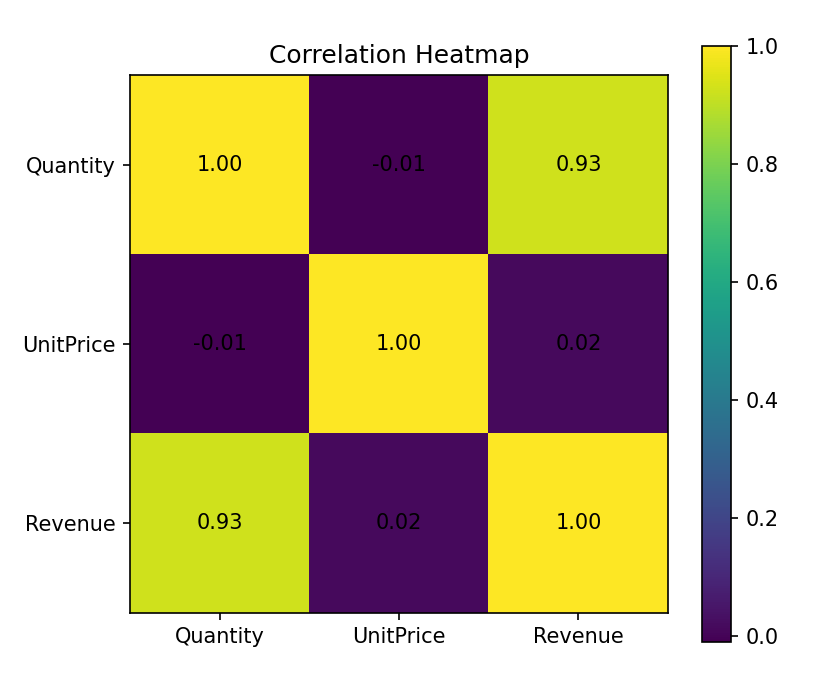 Correlation Heatmap
1.0
Quantity 1.00 -0.01 0.93
0.8
0.6
UnitPrice -0.01 1.00 0.02
0.4
Revenue 0.93 0.02 1.00
0.2
0.0
Quantity UnitPrice Revenue